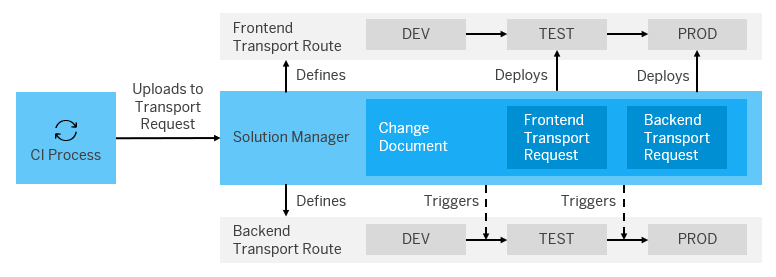 Frontend
Transport Route
DEV
TEST
PROD
Defines
Deploys
Deploys
Uploads to
Transport
Request
CI Process
Solution Manager
Change
Document
Frontend
Transport
Request
Backend
Transport
Request
Defines
Triggers
Triggers
Backend
Transport Route
DEV
TEST
PROD